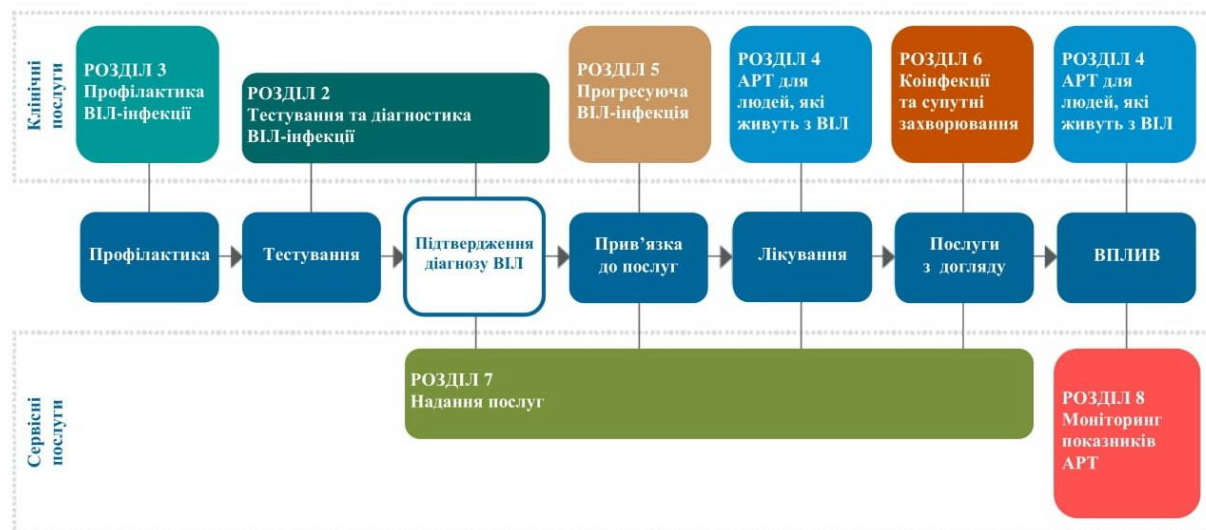 Клінічні
послуги
РОЗДІЛ 3
Профілактика
ВІЛ-інфекції
РОЗДІЛ 2
Тестування та діагностика
ВІЛ-інфекції
РОЗДІЛ 5
Прогресуюча
ВІЛ-інфекція
РОЗДІЛ 4
АРТ для
людей, які
живуть з ВІЛ
РОЗДІЛ 6
Коінфекції
та супутні
захворювання
РОЗДІЛ 4
АРТ для
людей, які
живуть з ВІЛ
Профілактика
Тестування
Підтвердження
діагнозу ВІЛ
Прив’язка
до послуг
Лікування
Послуги
з догляду
ВПЛИВ
Сервісні
послуги
РОЗДІЛ 7
Надання послуг
РОЗДІЛ 8
Моніторинг
показників
АРТ